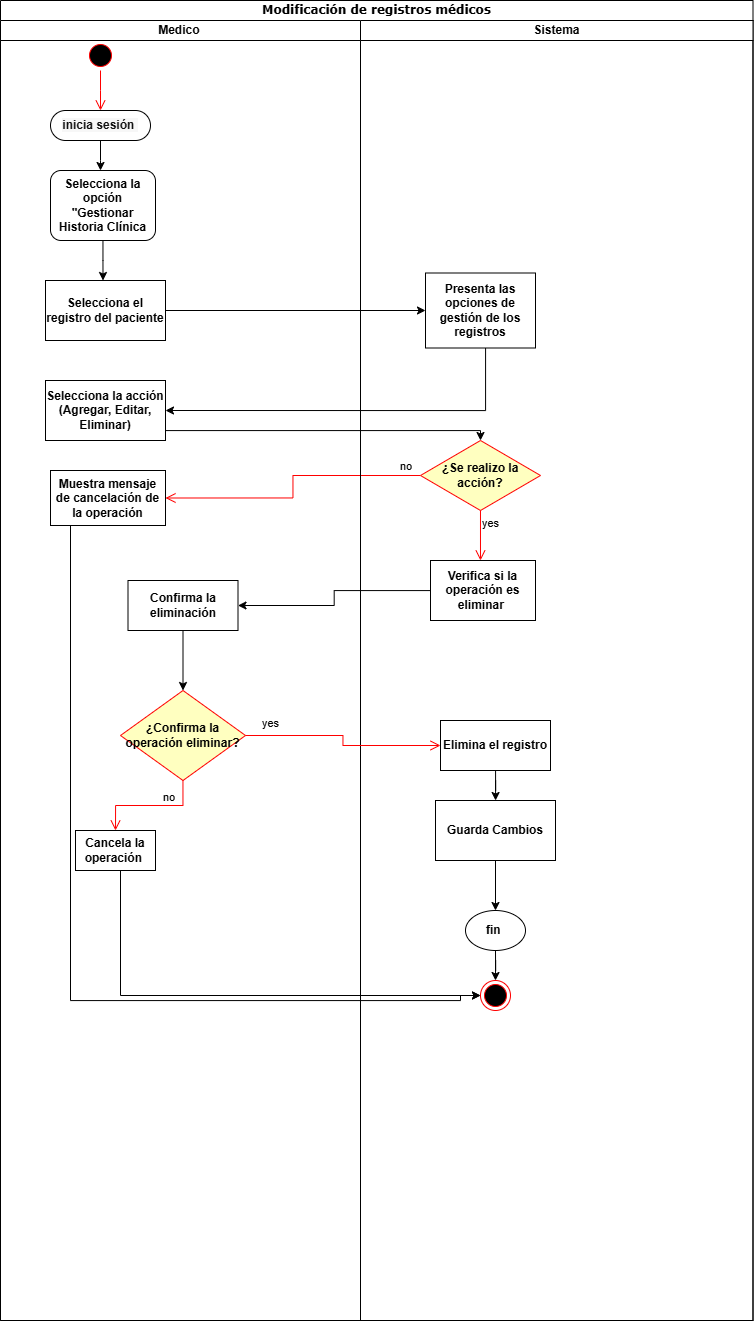 Modificación de registros médicos
Medico
Sistema
inicia sesión
Selecciona la
opción
"Gestionar
Historia Clínica
Selecciona el
registro del paciente
Presenta las
opciones de
gestión de los
registros
Selecciona la acción
(Agregar, Editar,
Eliminar)
¿Se realizo la
acción?
no
yes
Muestra mensaje
de cancelación de
la operación
Verifica si la
operación es
eliminar
Confirma la
eliminación
¿Confirma la
operación eliminar?
yes
no
Elimina el registro
Guarda Cambios
Cancela la
operación
fin